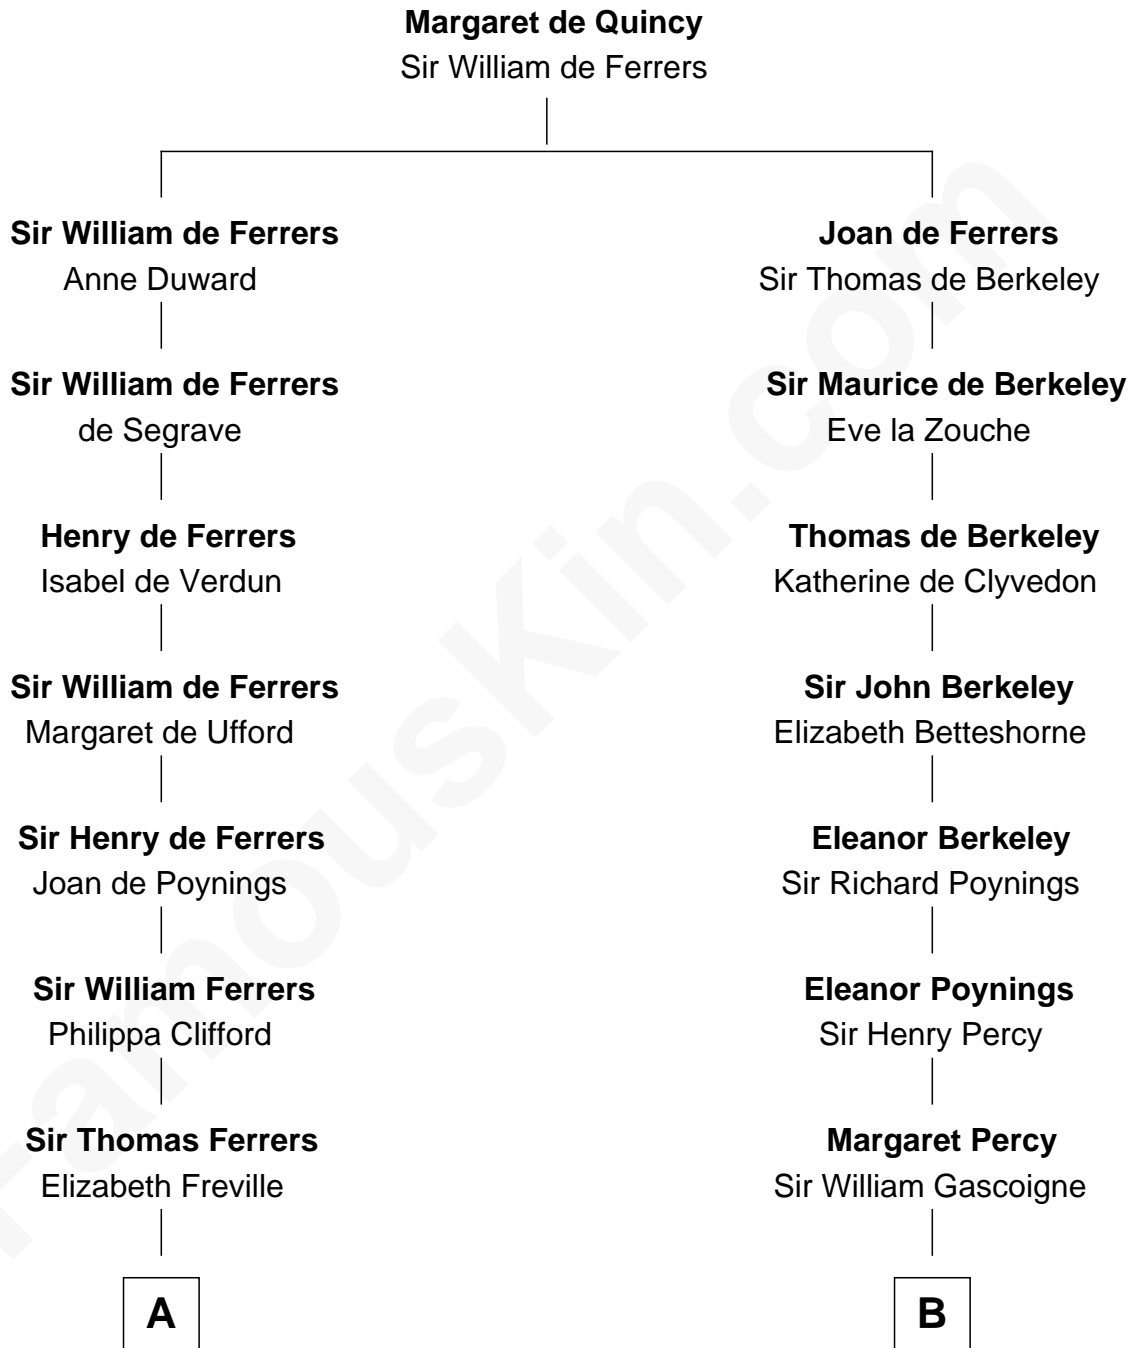 Margaret de Quincy
Sir William de Ferrers
Sir William de Ferrers
Anne Duward
Joan de Ferrers
Sir Thomas de Berkeley
Sir William de Ferrers
de Segrave
Sir Maurice de Berkeley
Eve la Zouche
Henry de Ferrers
Isabel de Verdun
Thomas de Berkeley
Katherine de Clyvedon
Sir William de Ferrers
Margaret de Ufford
Sir John Berkeley
Elizabeth Betteshorne
Sir Henry de Ferrers
Joan de Poynings
Eleanor Berkeley
Sir Richard Poynings
Sir William Ferrers
Philippa Clifford
Eleanor Poynings
Sir Henry Percy
Sir Thomas Ferrers
Elizabeth Freville
Margaret Percy
Sir William Gascoigne
A
B
FamousKin.com